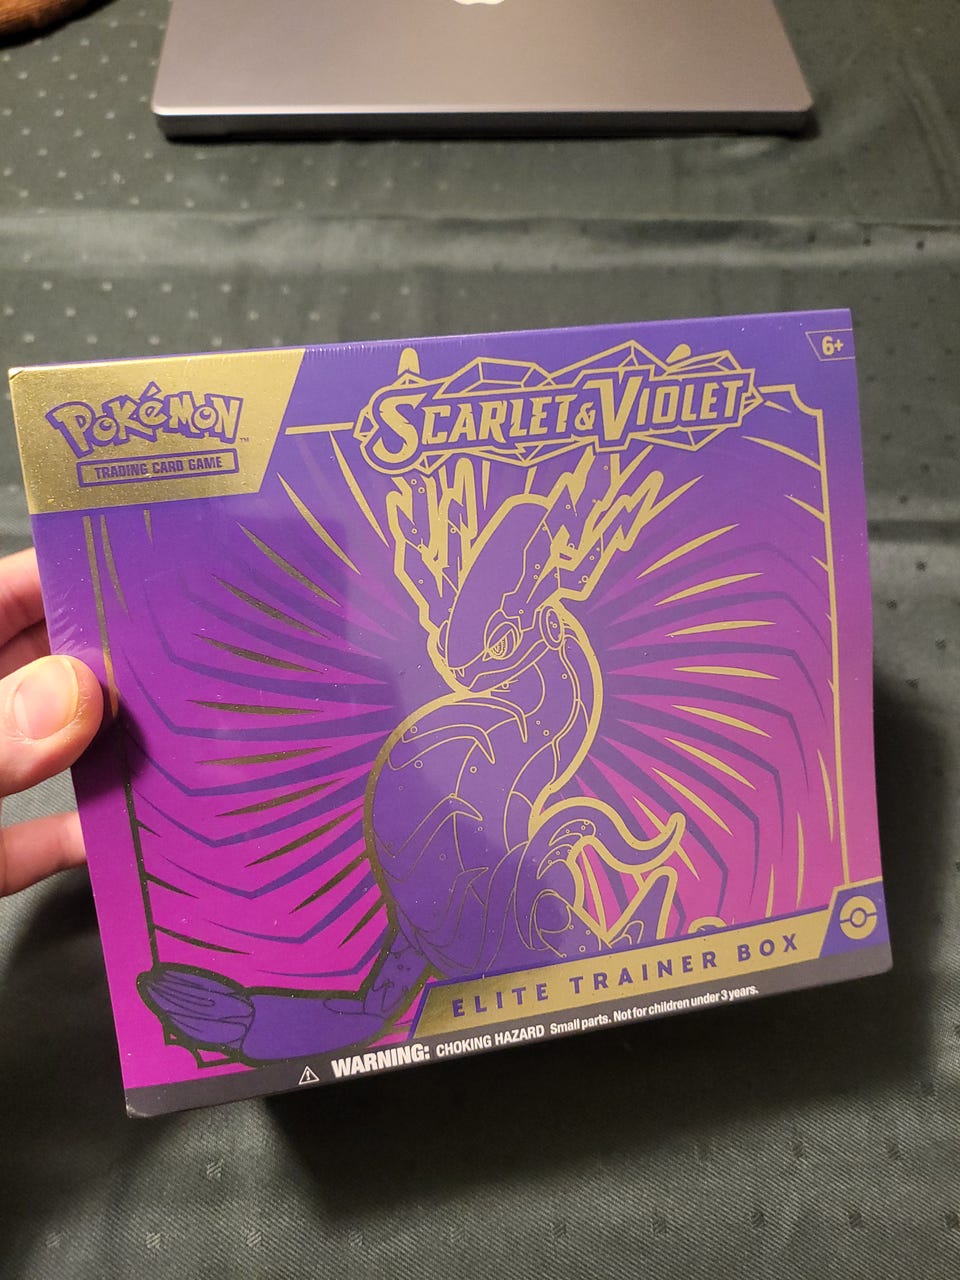 POKéMON™
TRADING CARD GAME
SCARLET & VIOLET
6+
ELITE TRAINER BOX
WARNING: CHOKING HAZARD Small parts. Not for children under 3 years.